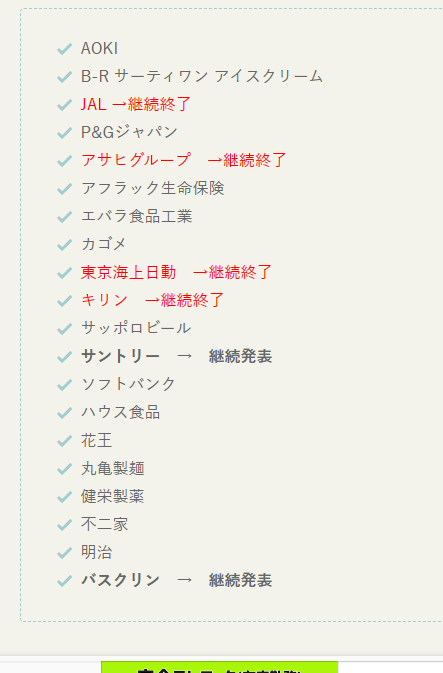 AOKI
B-R サーティワン アイスクリーム
JAL →継続終了
P&Gジャパン
アサヒグループ　→継続終了
アフラック生命保険
エバラ食品工業
カゴメ
東京海上日動　→継続終了
キリン　→継続終了
サッポロビール
サントリー　→　継続発表
ソフトバンク
ハウス食品
花王
丸亀製麺
健栄製薬
不二家
明治
バスクリン　→　継続発表